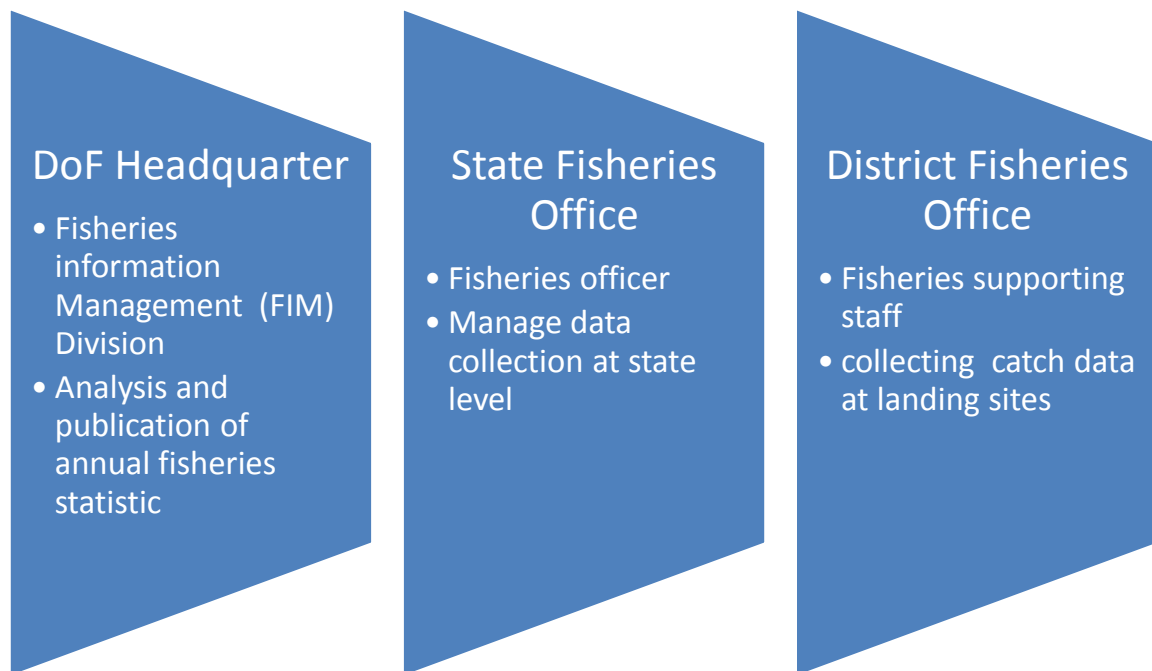 DoF Headquarter
• Fisheries
information
Management (FIM)
Division
• Analysis and
publication of
annual fisheries
statistic
State Fisheries
Office
• Fisheries officer
• Manage data
collection at state
level
District Fisheries
Office
• Fisheries supporting
staff
• collecting catch data
at landing sites